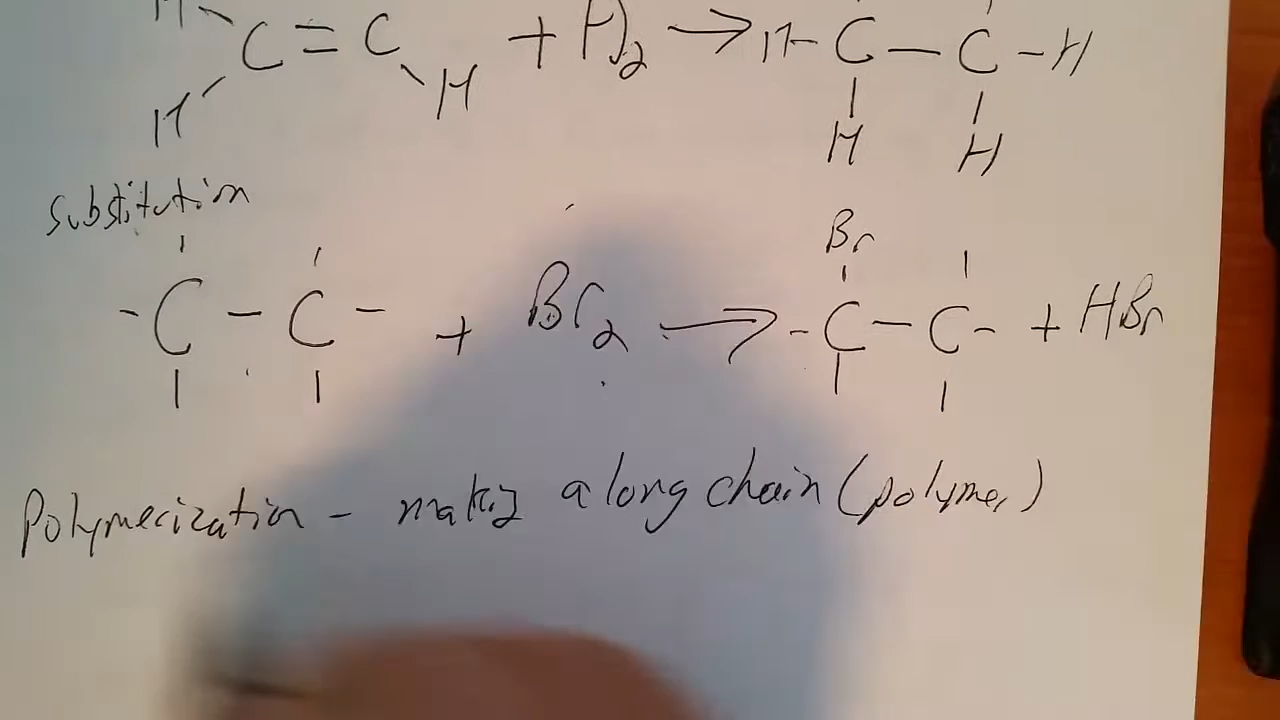 H C = C + H2 → H - C - C - H
H H H H
substitution
Br
- C - C - + Br2 → - C - C - + HBr
Polymerization - making a long chain (polymer)